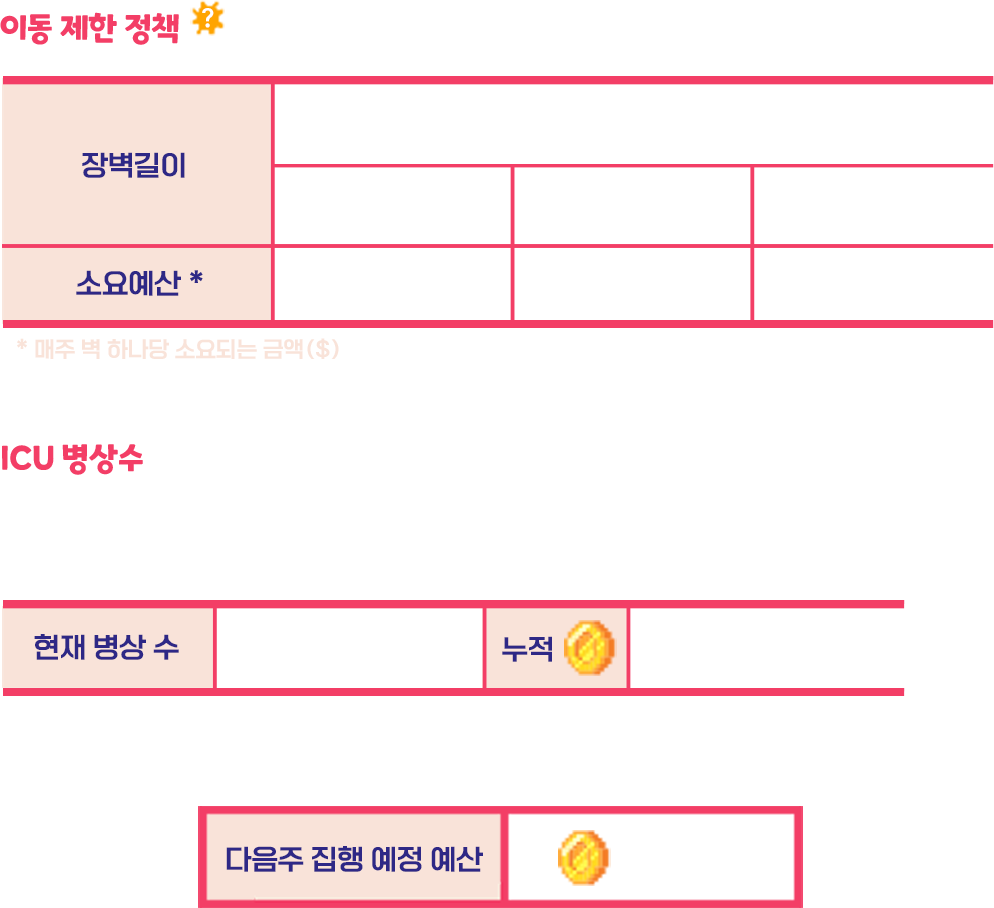 이동 제한 정책 ?
장벽길이
소요예산 *
* 매주 벽 하나당 소요되는 금액($)
ICU 병상수
현재 병상 수
누적
다음주 집행 예정 예산